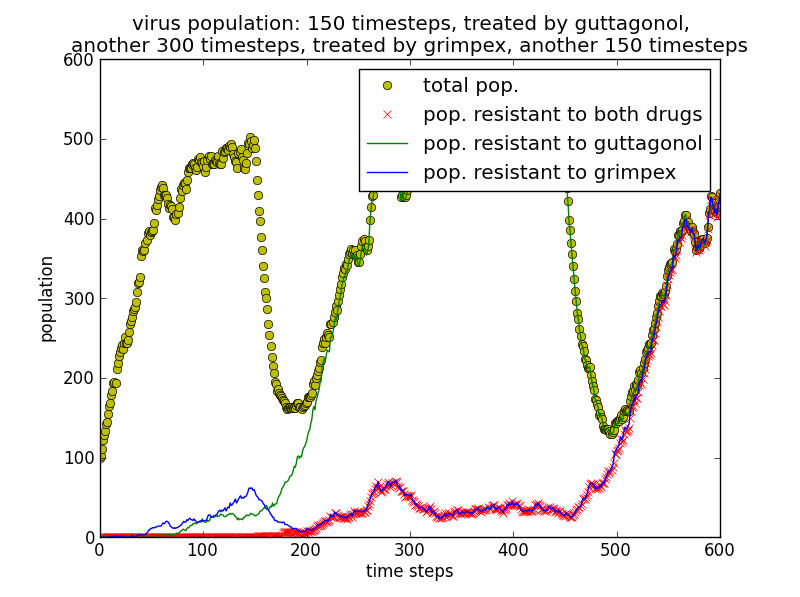 virus population: 150 timesteps, treated by guttagonol,
another 300 timesteps, treated by grimpex, another 150 timesteps
600
500
400
300
200
100
0
population
total pop.
pop. resistant to both drugs
pop. resistant to guttagonol
pop. resistant to grimpex
0
100
200
300
400
500
600
time steps